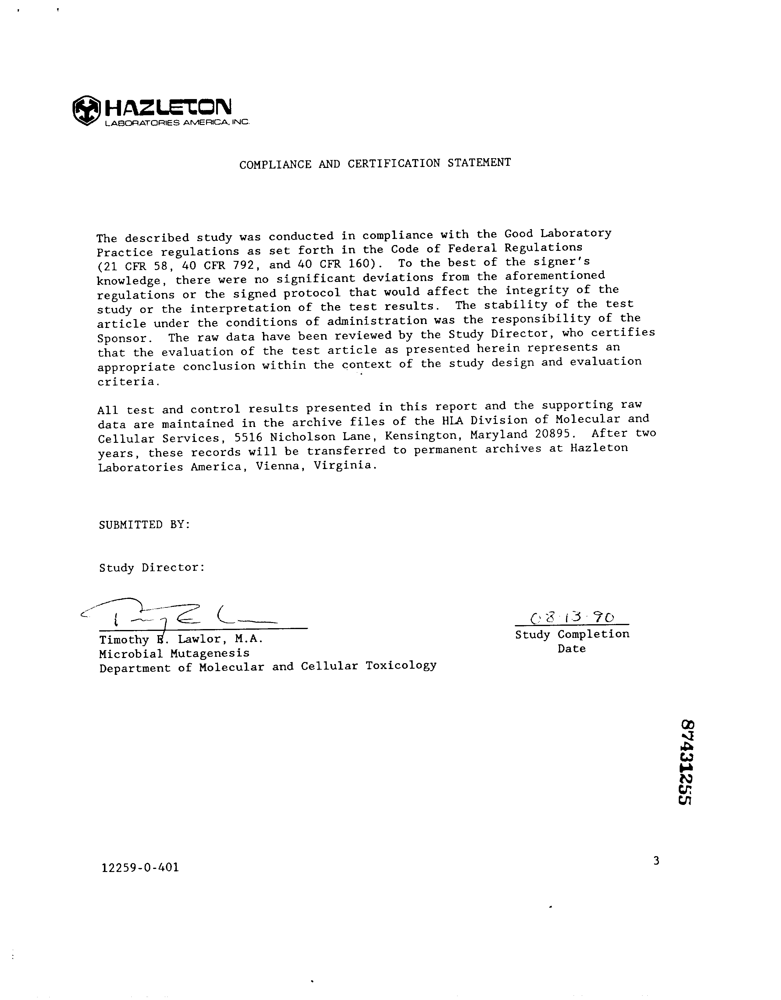 HAZLETON
LABORATORIES AMERICA, INC.
COMPLIANCE AND CERTIFICATION STATEMENT
The described study was conducted in compliance with the Good Laboratory
Practice regulations as set forth in the Code of Federal Regulations
(21 CFR 58, 40 CFR 792, and 40 CFR 160). To the best of the signer's
knowledge, there were no significant deviations from the aforementioned
regulations or the signed protocol that would affect the integrity of the
study or the interpretation of the test results. The stability of the test
article under the conditions of administration was the responsibility of the
Sponsor. The raw data have been reviewed by the Study Director, who certifies
that the evaluation of the test article as presented herein represents an
appropriate conclusion within the context of the study design and evaluation
criteria.
All test and control results presented in this report and the supporting raw
data are maintained in the archive files of the HLA Division of Molecular and
Cellular Services, 5516 Nicholson Lane, Kensington, Maryland 20895. After two
years, these records will be transferred to permanent archives at Hazleton
Laboratories America, Vienna, Virginia.
SUBMITTED BY:
Study Director:
08-13-90
Timothy E. Lawlor, M.A.
Study Completion
Microbial Mutagenesis
Date
Department of Molecular and Cellular Toxicology
87431255
12259-0-401
3